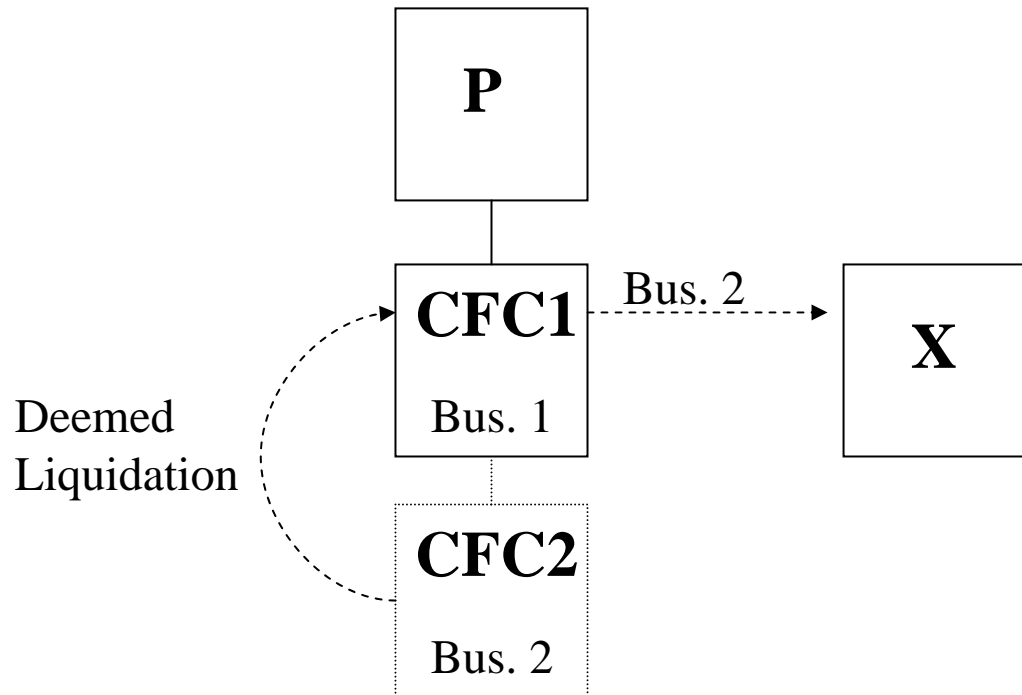 P
CFC1
Bus. 2
X
Bus. 1
Deemed
Liquidation
CFC2
Bus. 2